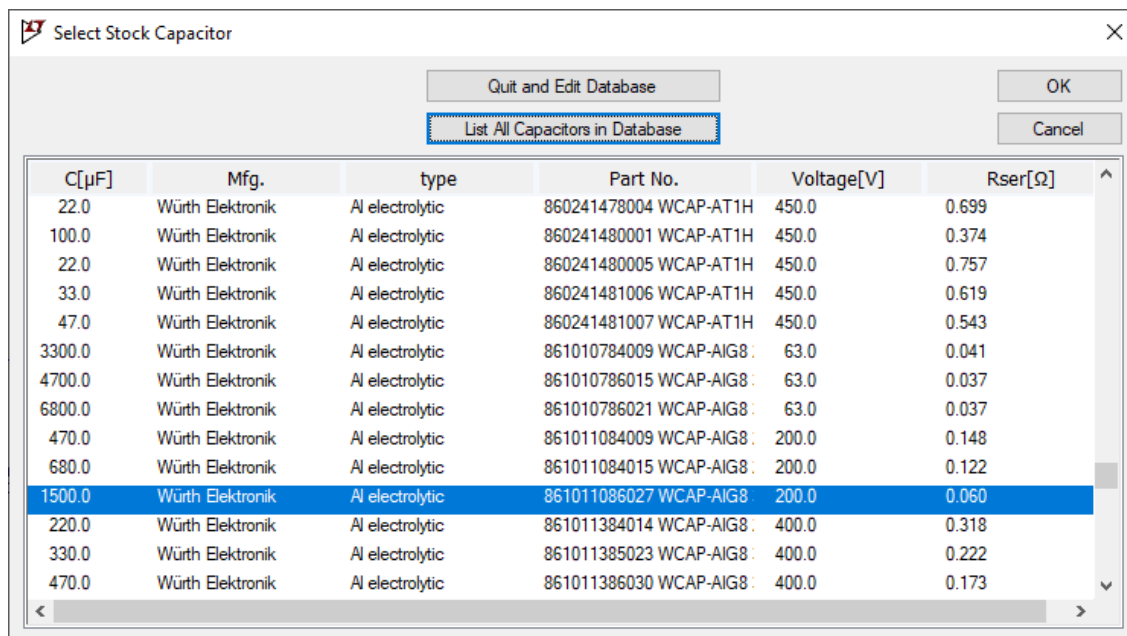 Select Stock Capacitor
Quit and Edit Database
OK
List All Capacitors in Database
Cancel
C[µF] Mfg. type Part No. Voltage[V] Rser[Ω]
22.0 Würth Elektronik Al electrolytic 860241478004 WCAP-AT1H 450.0 0.699
100.0 Würth Elektronik Al electrolytic 860241480001 WCAP-AT1H 450.0 0.374
22.0 Würth Elektronik Al electrolytic 860241480005 WCAP-AT1H 450.0 0.757
33.0 Würth Elektronik Al electrolytic 860241481006 WCAP-AT1H 450.0 0.619
47.0 Würth Elektronik Al electrolytic 860241481007 WCAP-AT1H 450.0 0.543
3300.0 Würth Elektronik Al electrolytic 861010784009 WCAP-AIG8 63.0 0.041
4700.0 Würth Elektronik Al electrolytic 861010786015 WCAP-AIG8 63.0 0.037
6800.0 Würth Elektronik Al electrolytic 861010786021 WCAP-AIG8 63.0 0.037
470.0 Würth Elektronik Al electrolytic 861011084009 WCAP-AIG8 200.0 0.148
680.0 Würth Elektronik Al electrolytic 861011084015 WCAP-AIG8 200.0 0.122
1500.0 Würth Elektronik Al electrolytic 861011086027 WCAP-AIG8 200.0 0.060
220.0 Würth Elektronik Al electrolytic 861011384014 WCAP-AIG8 400.0 0.318
330.0 Würth Elektronik Al electrolytic 861011385023 WCAP-AIG8 400.0 0.222
470.0 Würth Elektronik Al electrolytic 861011386030 WCAP-AIG8 400.0 0.173